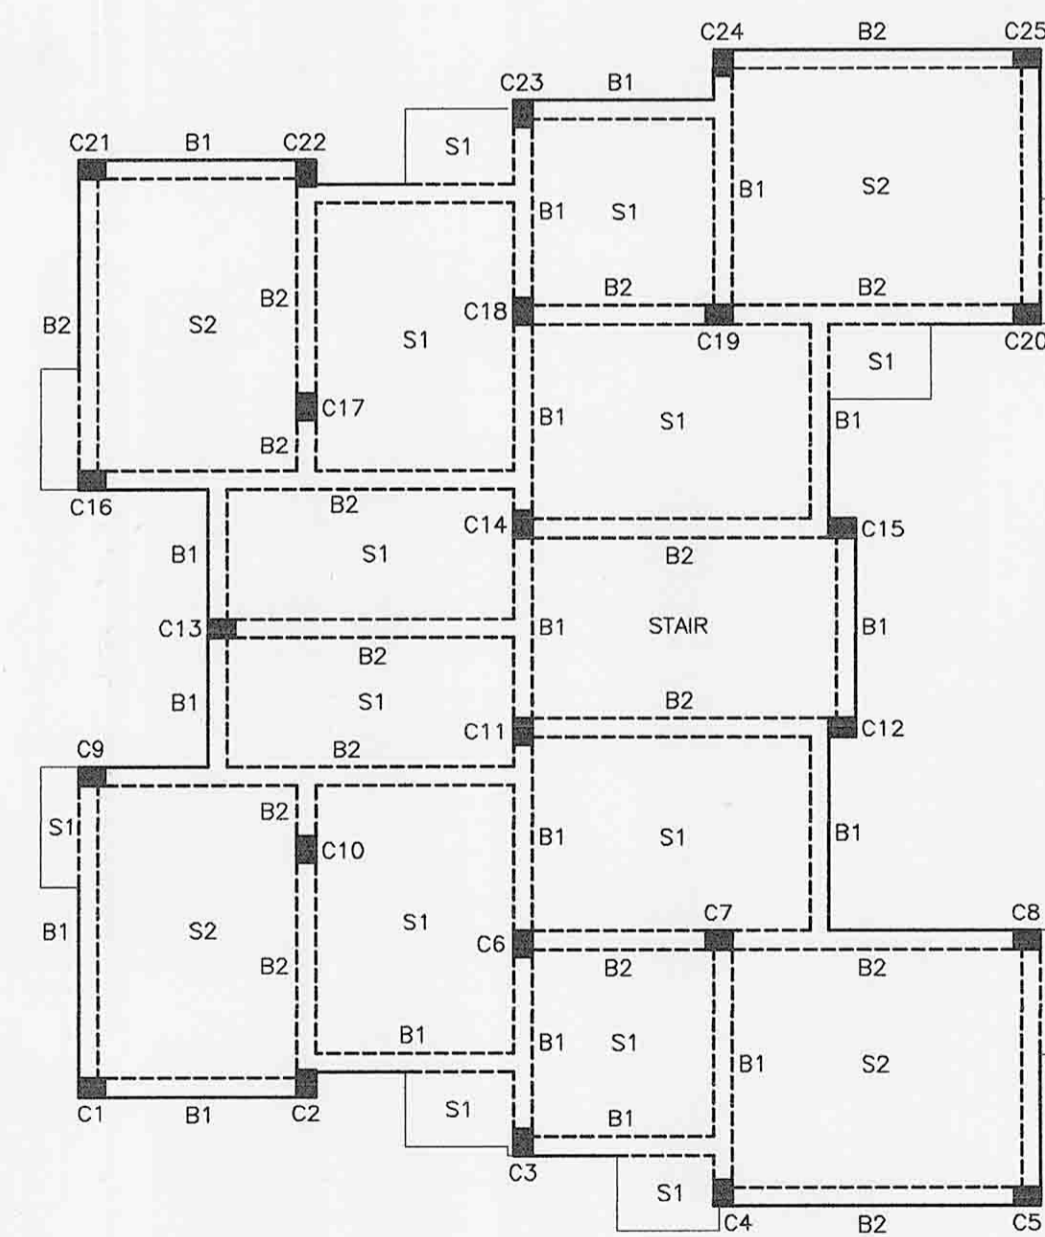 C24 B2 C25
C23 B1
C21 B1 C22 S1
B1 S1 B1 S2
B2 B2
B2 S2 B2 C18 C19 C20
S1 S1
C17 B1 S1 B1
B2
C16 B2 C14 C15
B1 S1 B2
C13 B1 STAIR B1
B2
B1 S1 B2
C9 B2 C11 C12
S1 B2 B1 S1 B1
C10
B1 S2 S1 C6 C7 C8
B2 B2 B2
B1 B1 S1 B1 S2
C1 B1 C2 S1 B1
C3
S1 C4 B2 C5